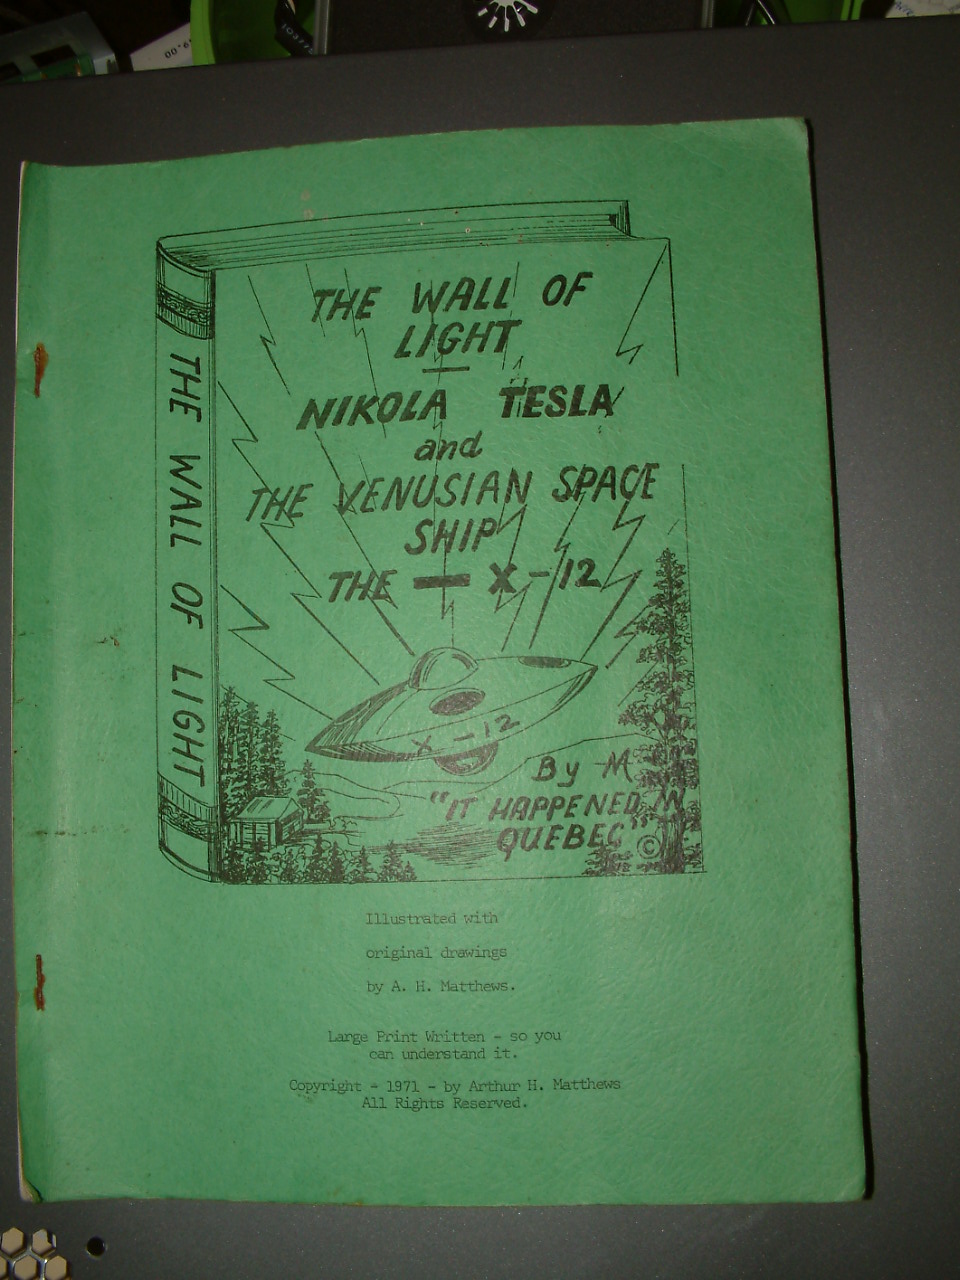 THE WALL OF
LIGHT
NIKOLA TESLA
and
THE VENUSIAN SPACE
SHIP
THE — X-12
THE WALL OF LIGHT
X-12
By M
"IT HAPPENED IN
QUEBEC" ©
Illustrated with
original drawings
by A. H. Matthews.
Large Print Written - so you
can understand it.
Copyright - 1971 - by Arthur H. Matthews
All Rights Reserved.